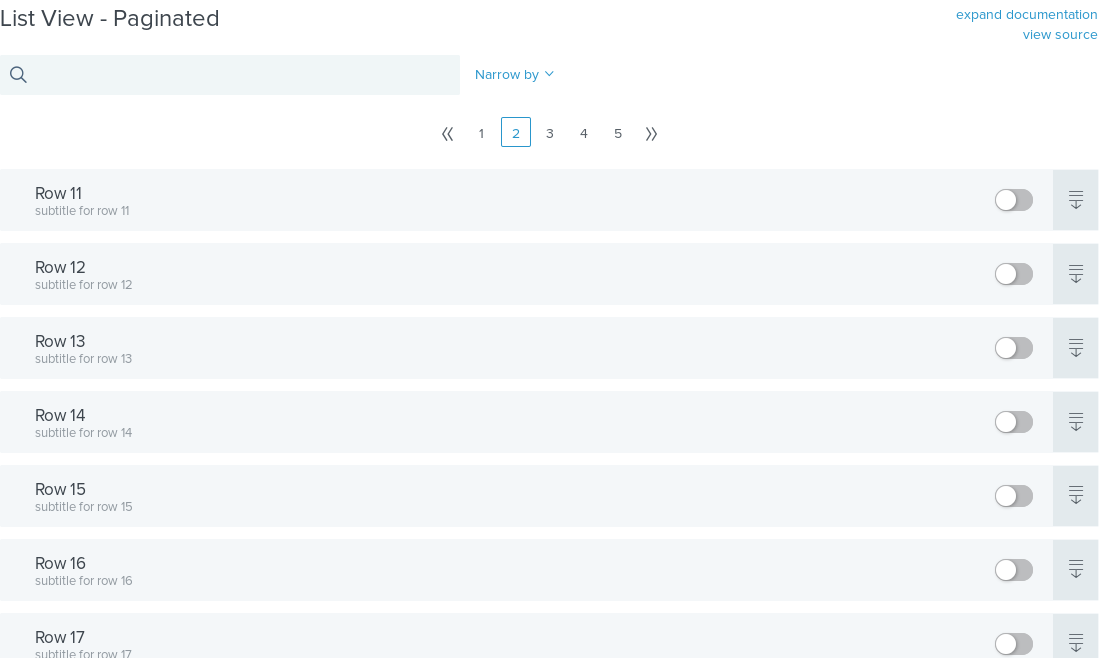 List View - Paginated
expand documentation
view source
Narrow by
1 2 3 4 5
Row 11
subtitle for row 11
Row 12
subtitle for row 12
Row 13
subtitle for row 13
Row 14
subtitle for row 14
Row 15
subtitle for row 15
Row 16
subtitle for row 16
Row 17
subtitle for row 17